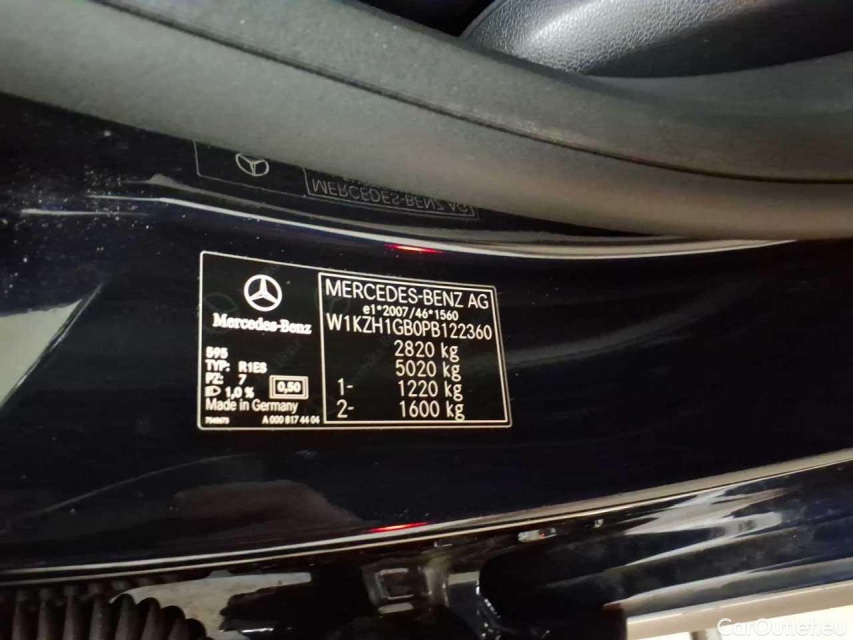 MERCEDES-BENZ AG
Mercedes-Benz
595
TYP: R1ES
PZ: 7
1,0 %
0,50
Made in Germany
A 000 817 44 04
MERCEDES-BENZ AG
e1*2007/46*1560
W1KZH1GB0PB122360
2820 kg
5020 kg
1- 1220 kg
2- 1600 kg
CarOutlet.eu